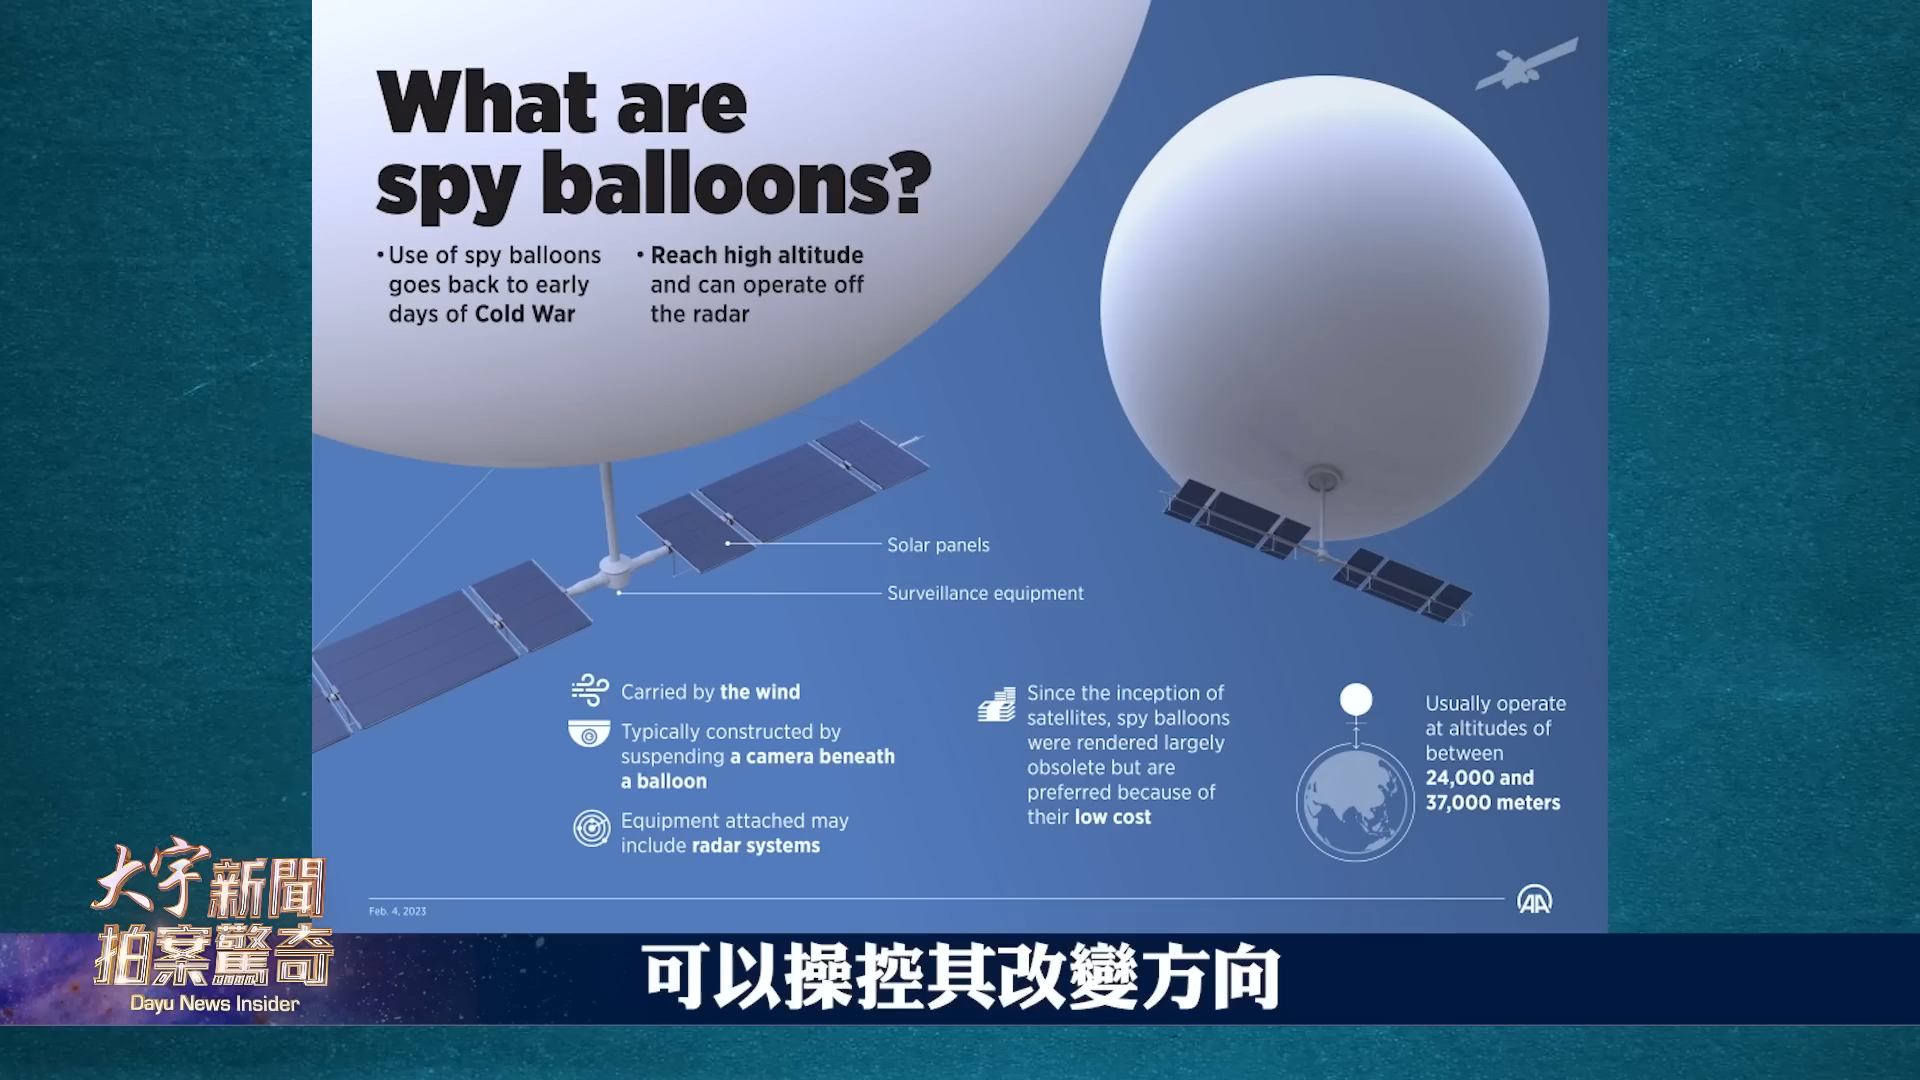 What are
spy balloons?
• Use of spy balloons
goes back to early
days of Cold War
• Reach high altitude
and can operate off
the radar
Solar panels
Surveillance equipment
Carried by the wind
Typically constructed by
suspending a camera beneath
a balloon
Equipment attached may
include radar systems
Since the inception of
satellites, spy balloons
were rendered largely
obsolete but are
preferred because of
their low cost
Usually operate
at altitudes of
between
24,000 and
37,000 meters
Feb. 4, 2023
AA
大宇新聞
拍案驚奇
Dayu News Insider
可以操控其改變方向